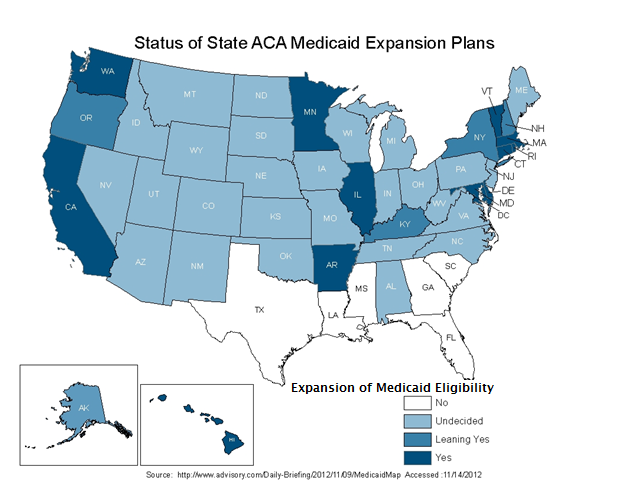 Status of State ACA Medicaid Expansion Plans
WA
MT
ND
MN
VT
ME
OR
ID
SD
WI
MI
NY
NH
MA
RI
CT
WY
IA
PA
NJ
NE
NV
UT
CO
IL
IN
OH
DE
MD
DC
WV
VA
CA
KS
MO
KY
NC
TN
AZ
NM
OK
AR
SC
MS
AL
GA
TX
LA
FL
AK
HI
Expansion of Medicaid Eligibility
No
Undecided
Leaning Yes
Yes
Source: http://www.advisory.com/Daily-Briefing/2012/11/09/MedicaidMap Accessed :11/14/2012